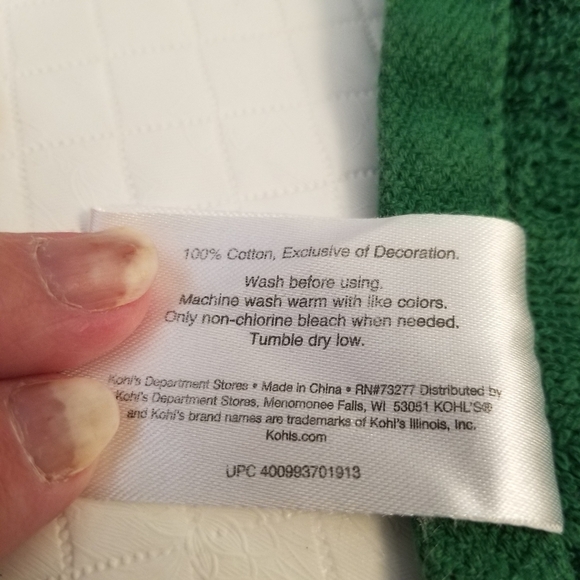 100% Cotton, Exclusive of Decoration.
Wash before using.
Machine wash warm with like colors.
Only non-chlorine bleach when needed.
Tumble dry low.
Kohl's Department Stores • Made in China • RN#73277 Distributed by
Kohl's Department Stores, Menomonee Falls, WI 53051 KOHL'S®
and Kohl's brand names are trademarks of Kohl's Illinois, Inc.
Kohls.com
UPC 400993701913